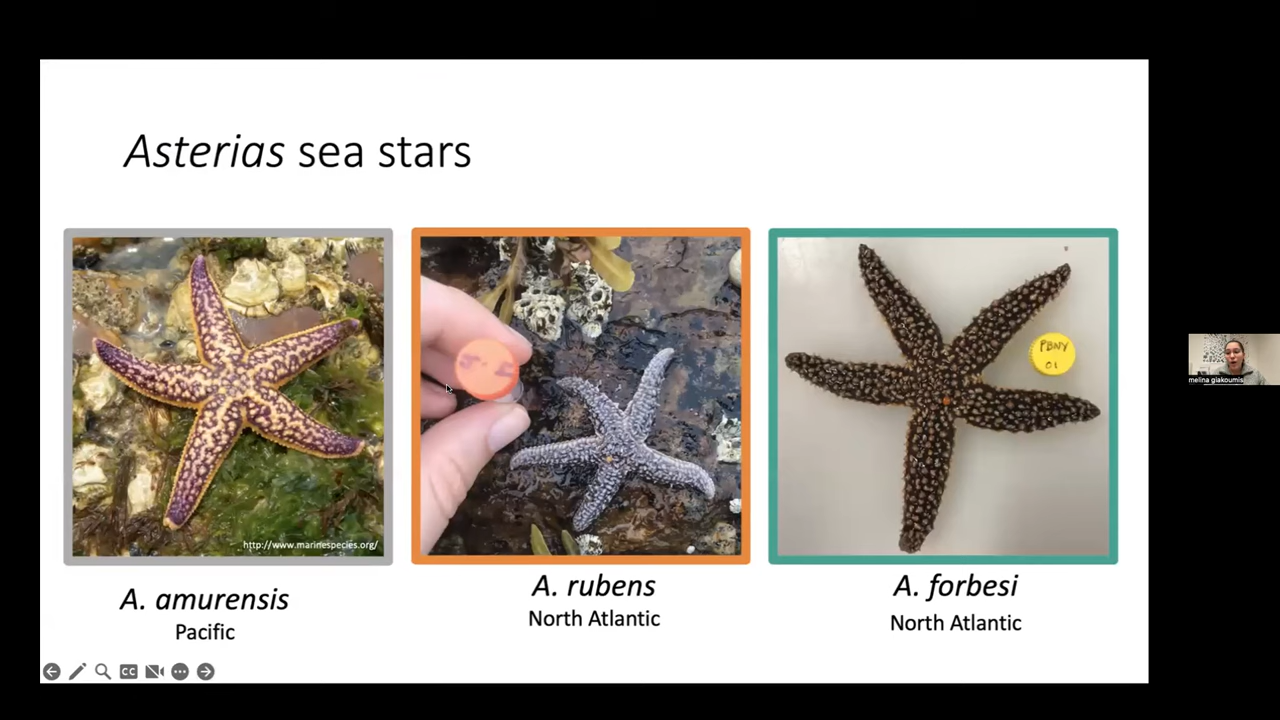 Asterias sea stars
http://www.marinespecies.org/
PBNY
01
A. amurensis
Pacific
A. rubens
North Atlantic
A. forbesi
North Atlantic
CC
melina giakoumis